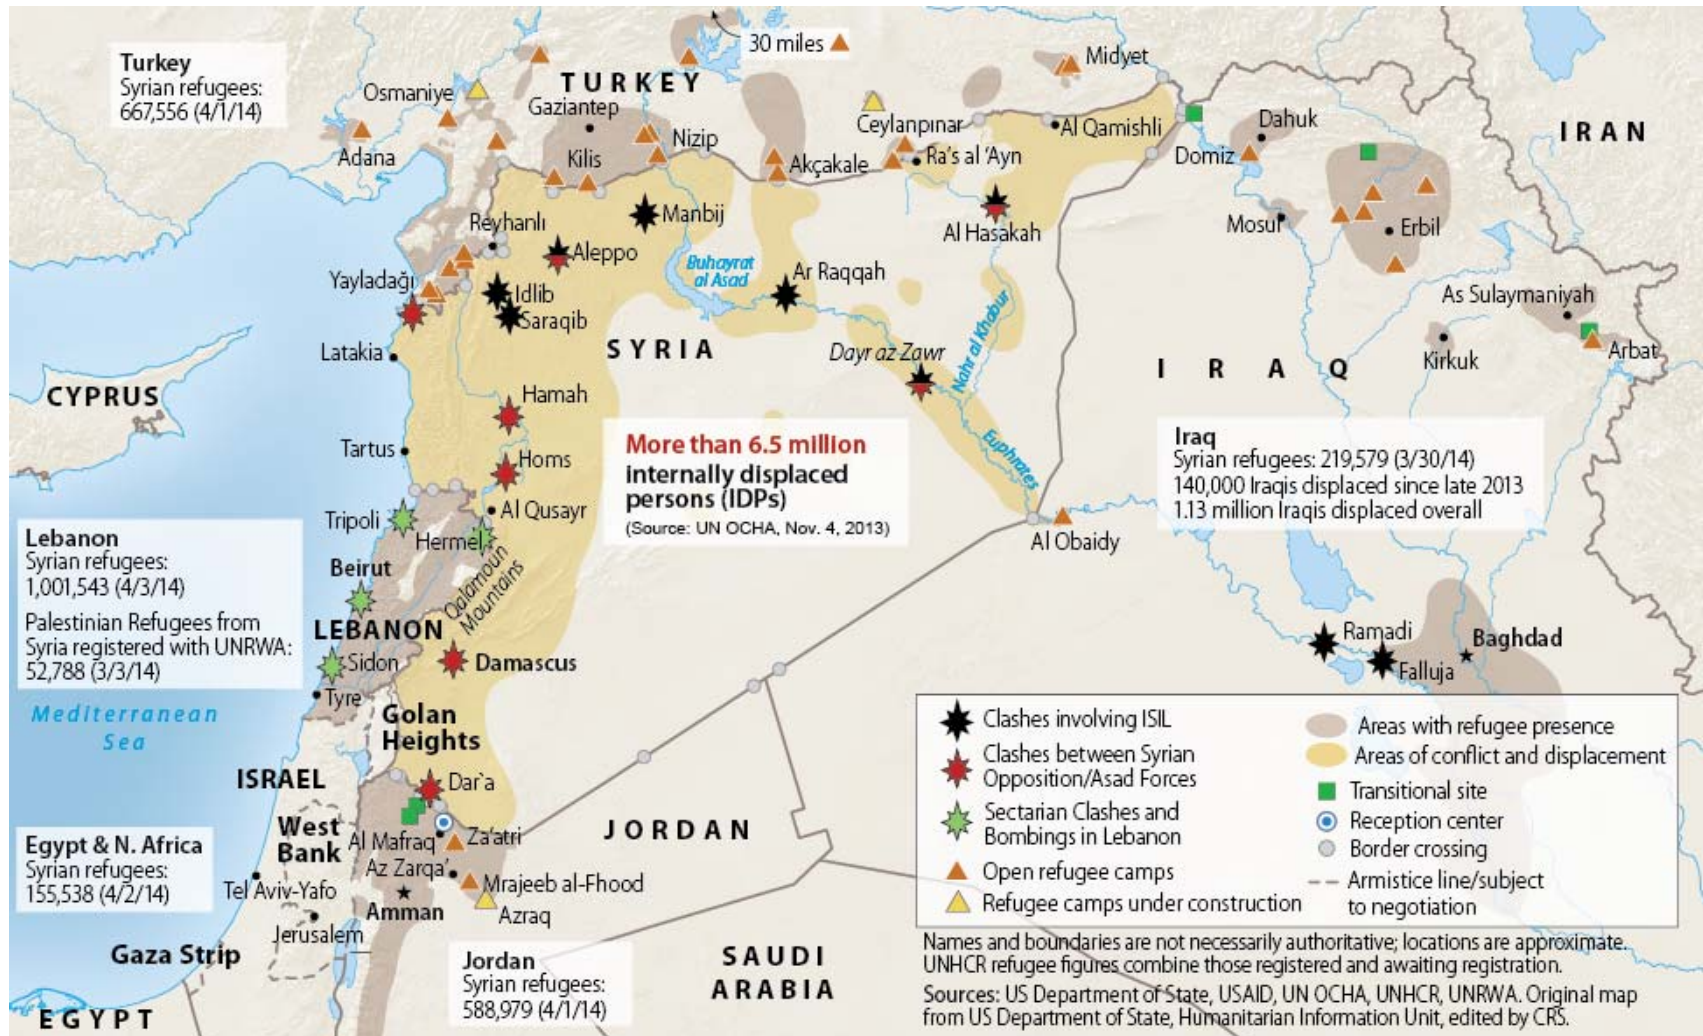 30 miles
Turkey
Syrian refugees:
667,556 (4/1/14)
TURKEY
Osmaniye
Gaziantep
Adana
Kilis
Nizip
Akçakale
Ceylanpınar
Ra's al 'Ayn
Midyet
Al Qamishli
Dahuk
Domiz
IRAN
Reyhanlı
Manbij
Al Hasakah
Mosul
Erbil
Aleppo
Yayladağı
Idlib
Saraqib
Buhayrat
al Asad
Ar Raqqah
As Sulaymaniyah
Kirkuk
Arbat
Latakia
SYRIA
Dayr az Zawr
Nahr al Khabur
IRAQ
CYPRUS
Hamah
Tartus
Homs
Euphrates
More than 6.5 million
internally displaced
persons (IDPs)
(Source: UN OCHA, Nov. 4, 2013)
Iraq
Syrian refugees: 219,579 (3/30/14)
140,000 Iraqis displaced since late 2013
1.13 million Iraqis displaced overall
Tripoli
Hermel
Al Qusayr
Al Obaidy
Lebanon
Syrian refugees:
1,001,543 (4/3/14)
Palestinian Refugees from
Syria registered with UNRWA:
52,788 (3/3/14)
Beirut
Qalamoun
Mountains
LEBANON
Sidon
Damascus
Tyre
Ramadi
Falluja
Baghdad
Mediterranean
Sea
Golan
Heights
ISRAEL
Dar`a
West
Bank
Al Mafraq
Za'atri
JORDAN
Az Zarqa'
Mrajeeb al-Fhood
Azraq
Amman
Egypt & N. Africa
Syrian refugees:
155,538 (4/2/14)
Tel Aviv-Yafo
Jerusalem
Gaza Strip
EGYPT
Jordan
Syrian refugees:
588,979 (4/1/14)
SAUDI
ARABIA
Clashes involving ISIL
Clashes between Syrian
Opposition/Asad Forces
Sectarian Clashes and
Bombings in Lebanon
Open refugee camps
Refugee camps under construction
Areas with refugee presence
Areas of conflict and displacement
Transitional site
Reception center
Border crossing
Armistice line/subject
to negotiation
Names and boundaries are not necessarily authoritative; locations are approximate.
UNHCR refugee figures combine those registered and awaiting registration.
Sources: US Department of State, USAID, UN OCHA, UNHCR, UNRWA. Original map
from US Department of State, Humanitarian Information Unit, edited by CRS.